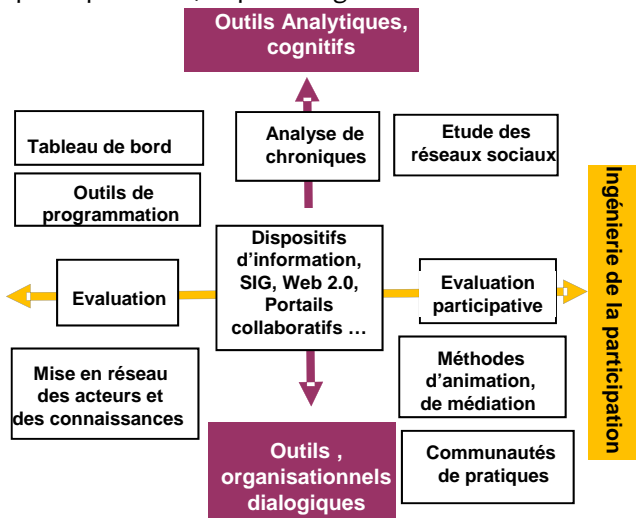 Outils Analytiques,
cognitifs
Tableau de bord
Analyse de
chroniques
Etude des
réseaux sociaux
Outils de
programmation
Dispositifs
d’information,
SIG, Web 2.0,
Portails
collaboratifs …
Evaluation
Evaluation
participative
Ingénierie de la participation
Mise en réseau
des acteurs et
des connaissances
Méthodes
d’animation,
de médiation
Outils ,
organisationnels
dialogiques
Communautés
de pratiques